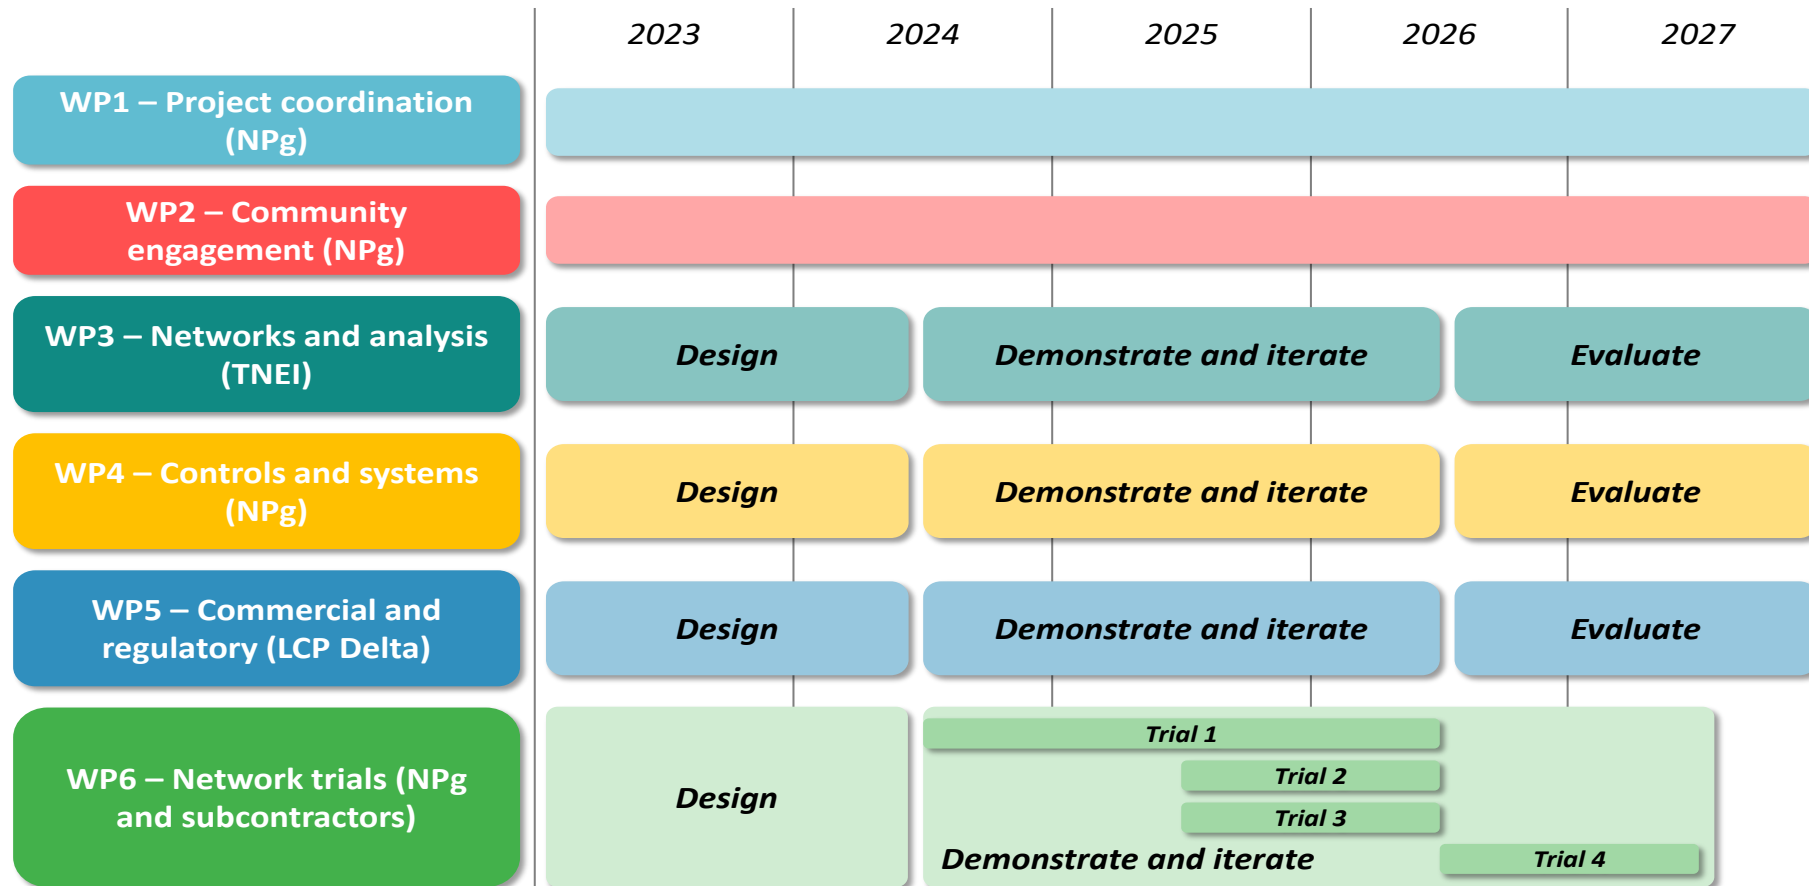 2023 2024 2025 2026 2027
WP1 – Project coordination
(NPg)
WP2 – Community
engagement (NPg)
WP3 – Networks and analysis
(TNEI)
Design Demonstrate and iterate Evaluate
WP4 – Controls and systems
(NPg)
Design Demonstrate and iterate Evaluate
WP5 – Commercial and
regulatory (LCP Delta)
Design Demonstrate and iterate Evaluate
WP6 – Network trials (NPg
and subcontractors)
Design
Trial 1
Trial 2
Trial 3
Demonstrate and iterate Trial 4